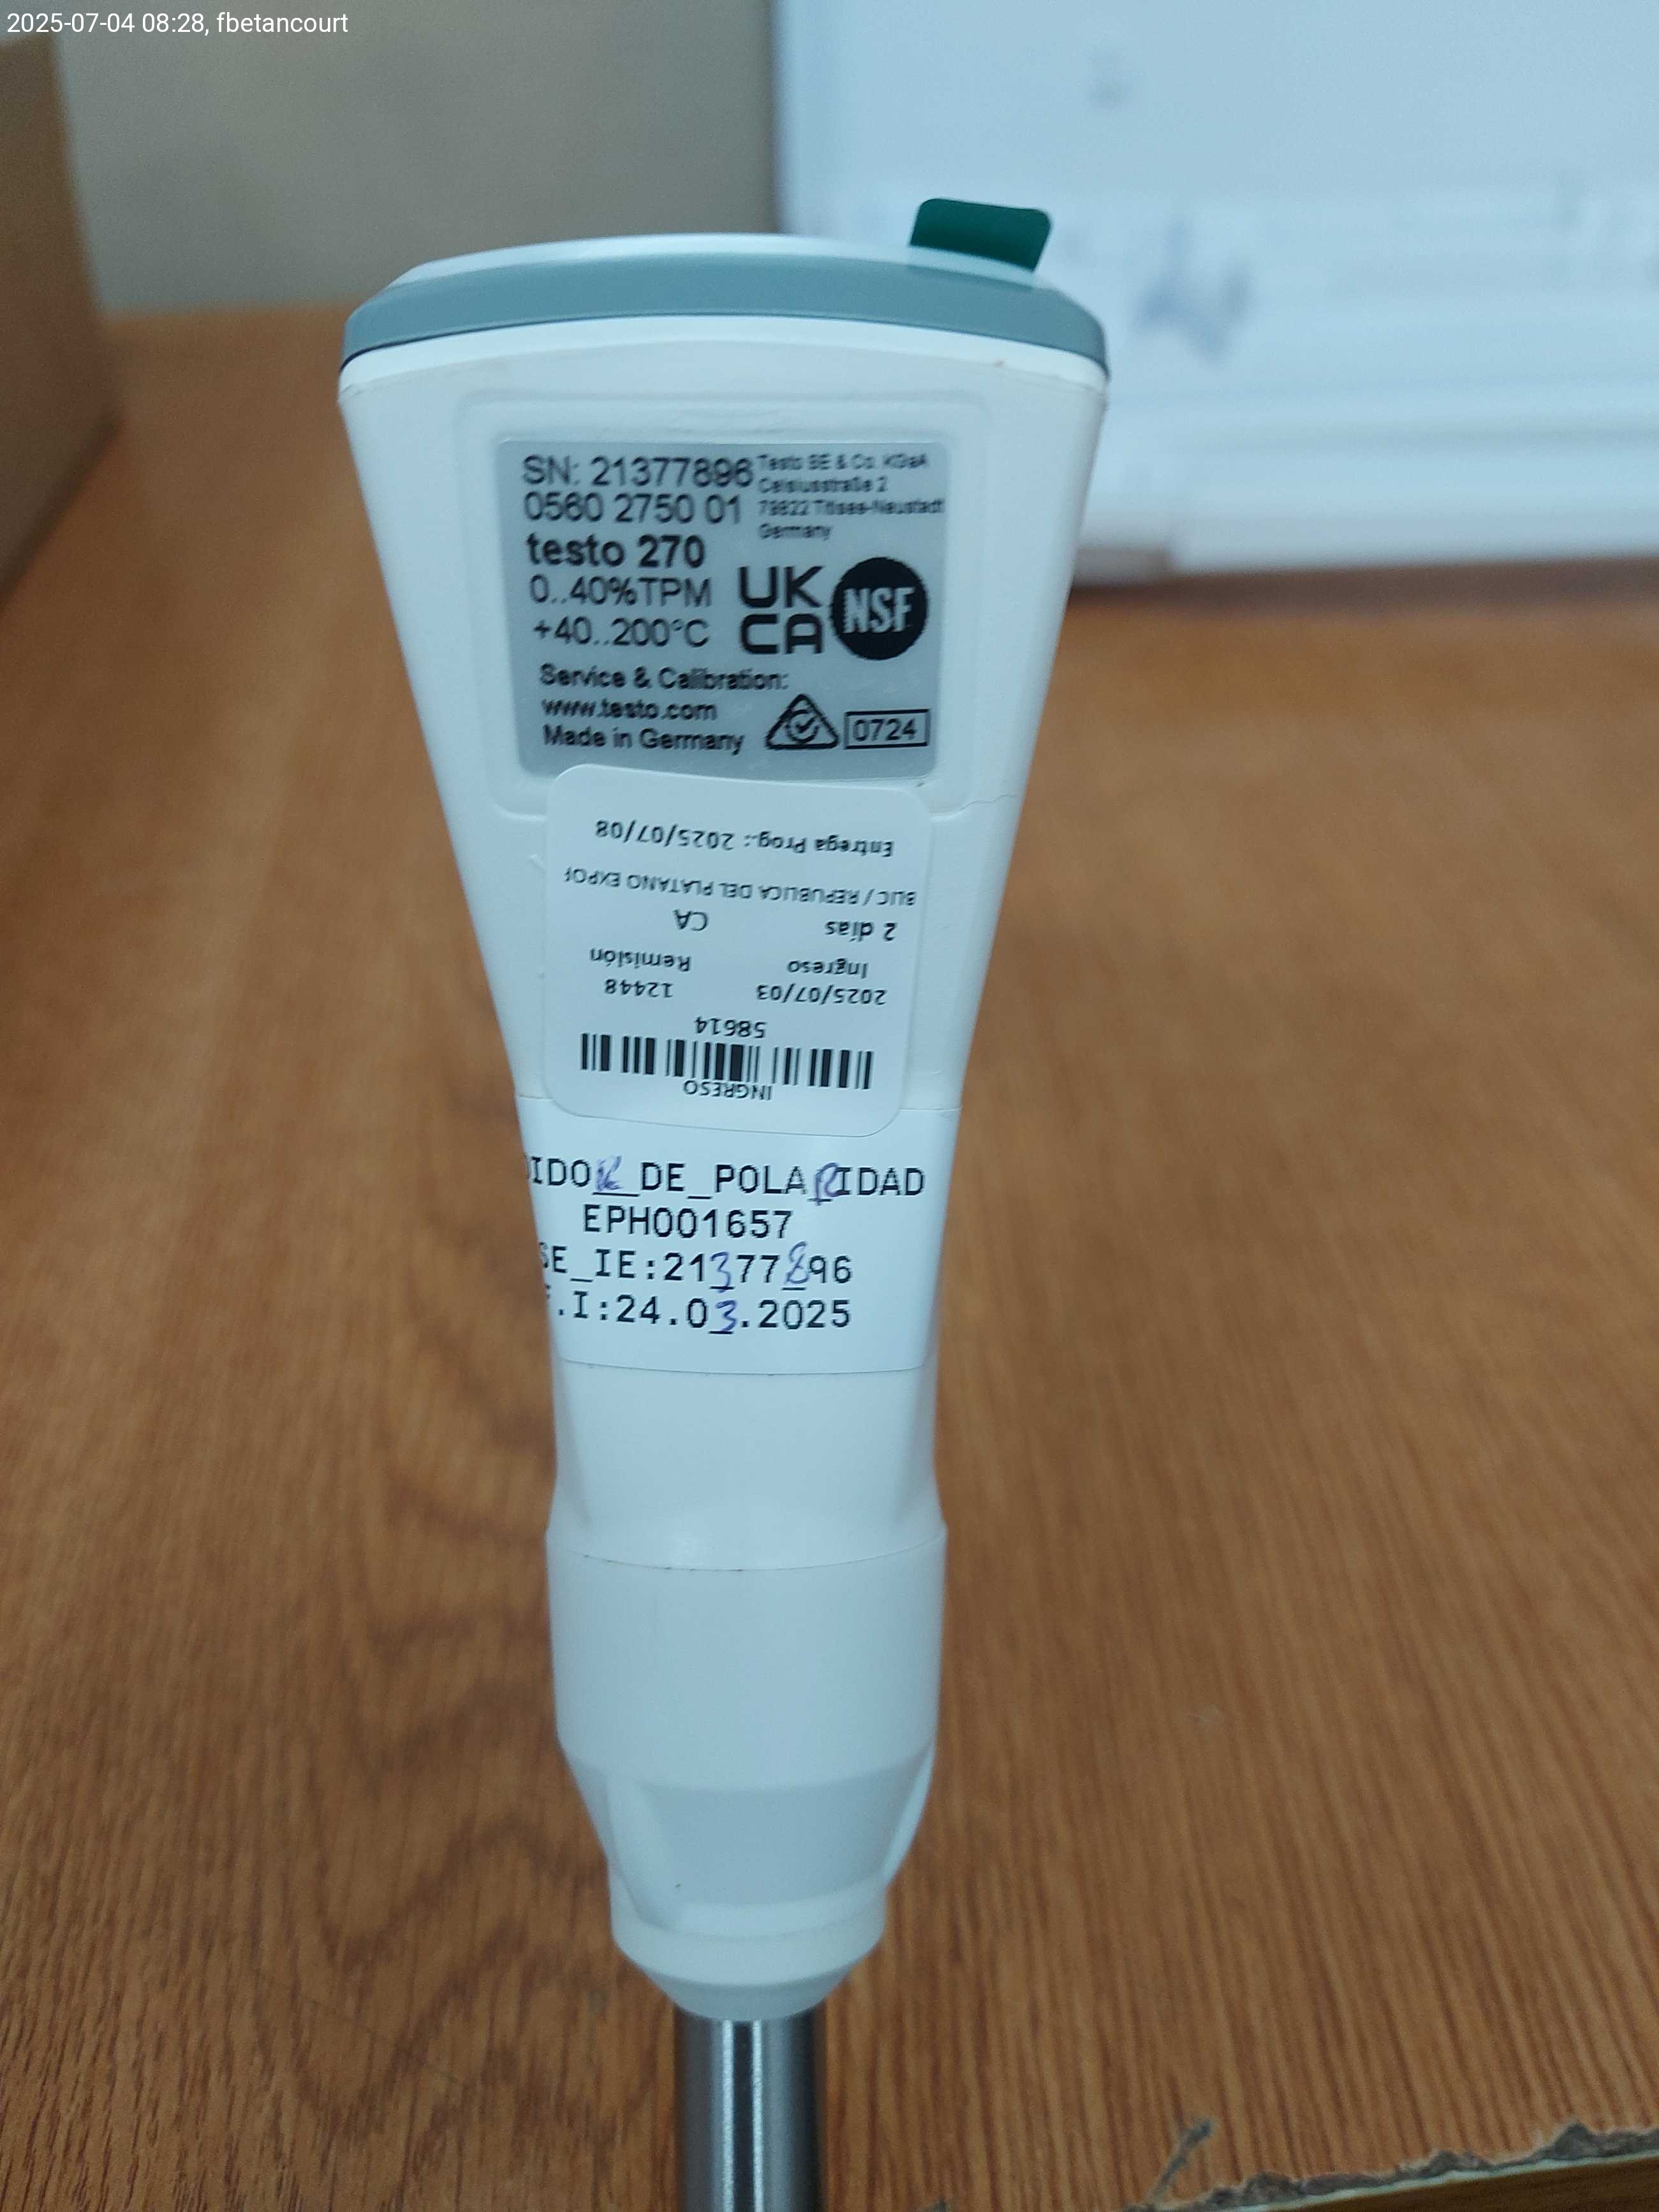 2025-07-04 08:28, fbetancourt
SN: 21377896
0560 2750 01
testo 270
0..40%TPM
+40..200°C
Testo SE & Co. KGaA
Celsiusstraße 2
79822 Titisee-Neustadt
Germany
UK
CA
NSF
Service & Calibration:
www.testo.com
Made in Germany
0724
INGRESO
58614
2025/07/03 12448
Ingreso Remisión
2 días CA
BLIC / REPUBLICA DEL PLATANO EXPOR
Entrega Prog.: 2025/07/08
DIDOR_DE_POLARIDAD
EPH001657
SE_IE:21377896
F.I:24.03.2025